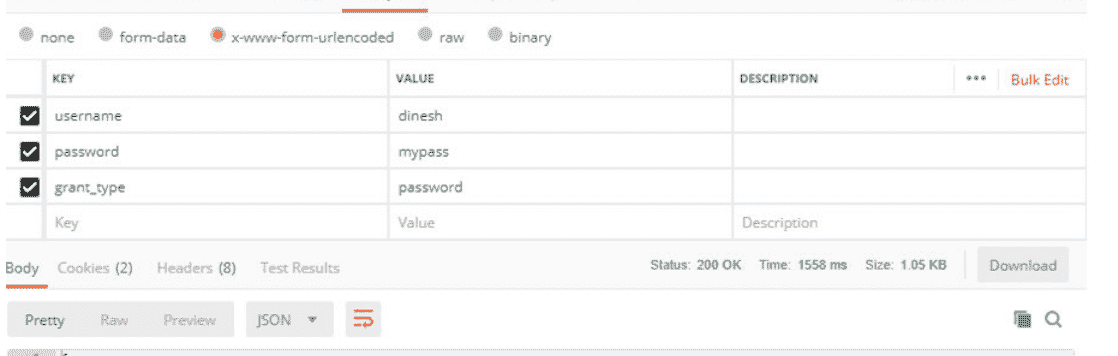 none form-data x-www-form-urlencoded raw binary
KEY VALUE DESCRIPTION ••• Bulk Edit
username dinesh
password mypass
grant_type password
Key Value Description
Body Cookies (2) Headers (8) Test Results Status: 200 OK Time: 1558 ms Size: 1.05 KB Download
Pretty Raw Preview JSON